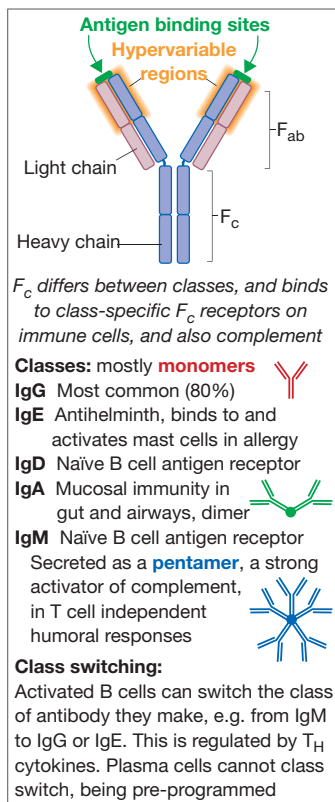 Antigen binding sites
Hypervariable
regions
F_ab
Light chain
F_c
Heavy chain
F_c differs between classes, and binds
to class-specific F_c receptors on
immune cells, and also complement
Classes: mostly monomers
IgG Most common (80%)
IgE Antihelminth, binds to and
activates mast cells in allergy
IgD Naïve B cell antigen receptor
IgA Mucosal immunity in
gut and airways, dimer
IgM Naïve B cell antigen receptor
Secreted as a pentamer, a strong
activator of complement,
in T cell independent
humoral responses
Class switching:
Activated B cells can switch the class
of antibody they make, e.g. from IgM
to IgG or IgE. This is regulated by T_H
cytokines. Plasma cells cannot class
switch, being pre-programmed